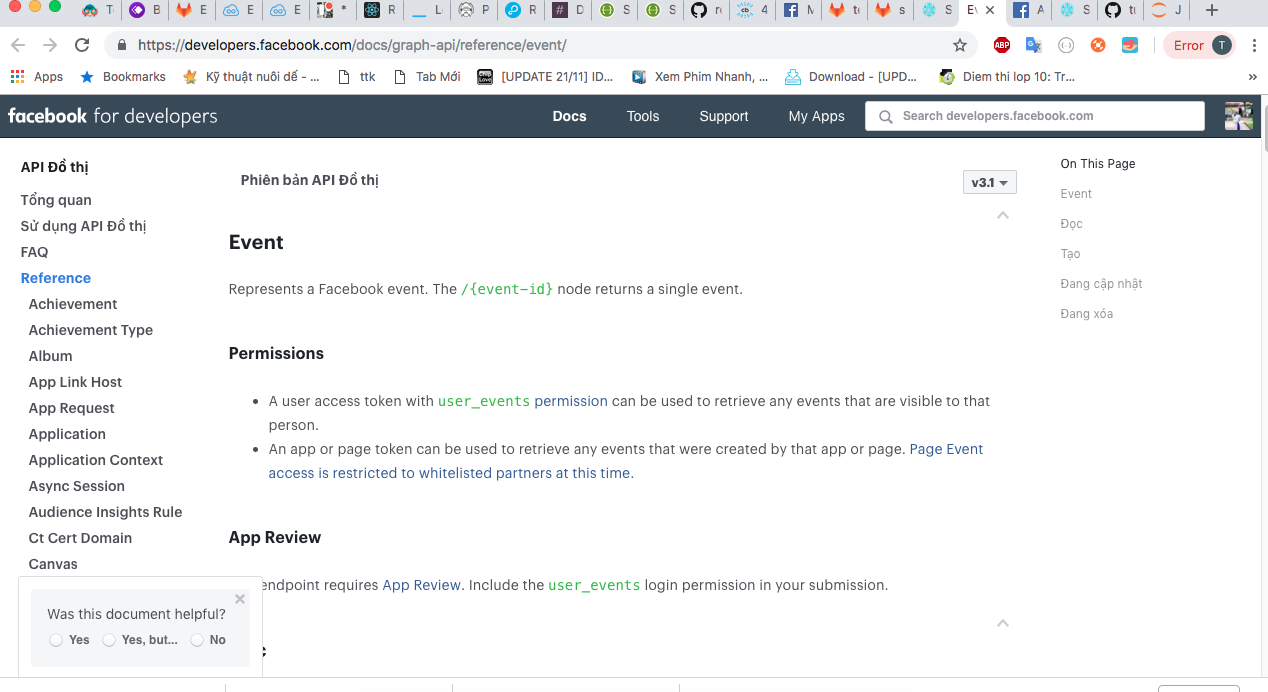 https://developers.facebook.com/docs/graph-api/reference/event/
Error T
Apps Bookmarks Kỹ thuật nuôi dế - ... ttk Tab Mới [UPDATE 21/11] ID... Xem Phim Nhanh, ... Download - [UPD... Diem thi lop 10: Tr... »
facebook for developers Docs Tools Support My Apps Search developers.facebook.com
API Đồ thị
Tổng quan
Sử dụng API Đồ thị
FAQ
Reference
Achievement
Achievement Type
Album
App Link Host
App Request
Application
Application Context
Async Session
Audience Insights Rule
Ct Cert Domain
Canvas
Was this document helpful?
Yes Yes, but... No
Phiên bản API Đồ thị v3.1
Event
Represents a Facebook event. The /{event-id} node returns a single event.
Permissions
• A user access token with user_events permission can be used to retrieve any events that are visible to that
person.
• An app or page token can be used to retrieve any events that were created by that app or page. Page Event
access is restricted to whitelisted partners at this time.
App Review
endpoint requires App Review. Include the user_events login permission in your submission.
On This Page
Event
Đọc
Tạo
Đang cập nhật
Đang xóa